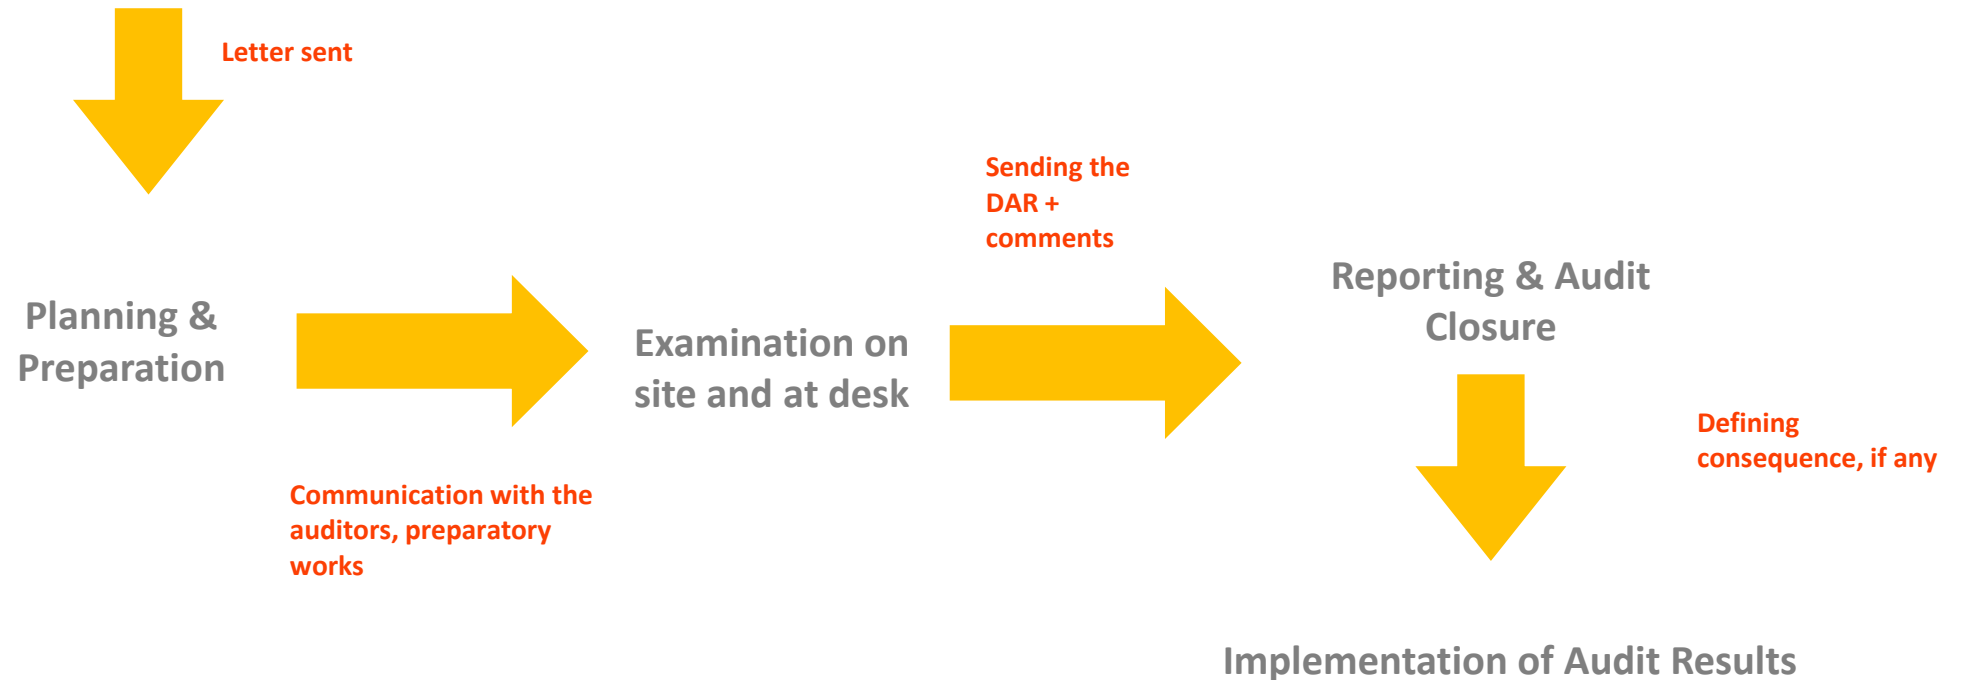 Letter sent
Planning &
Preparation
Communication with the
auditors, preparatory
works
Examination on
site and at desk
Sending the
DAR +
comments
Reporting & Audit
Closure
Defining
consequence, if any
Implementation of Audit Results